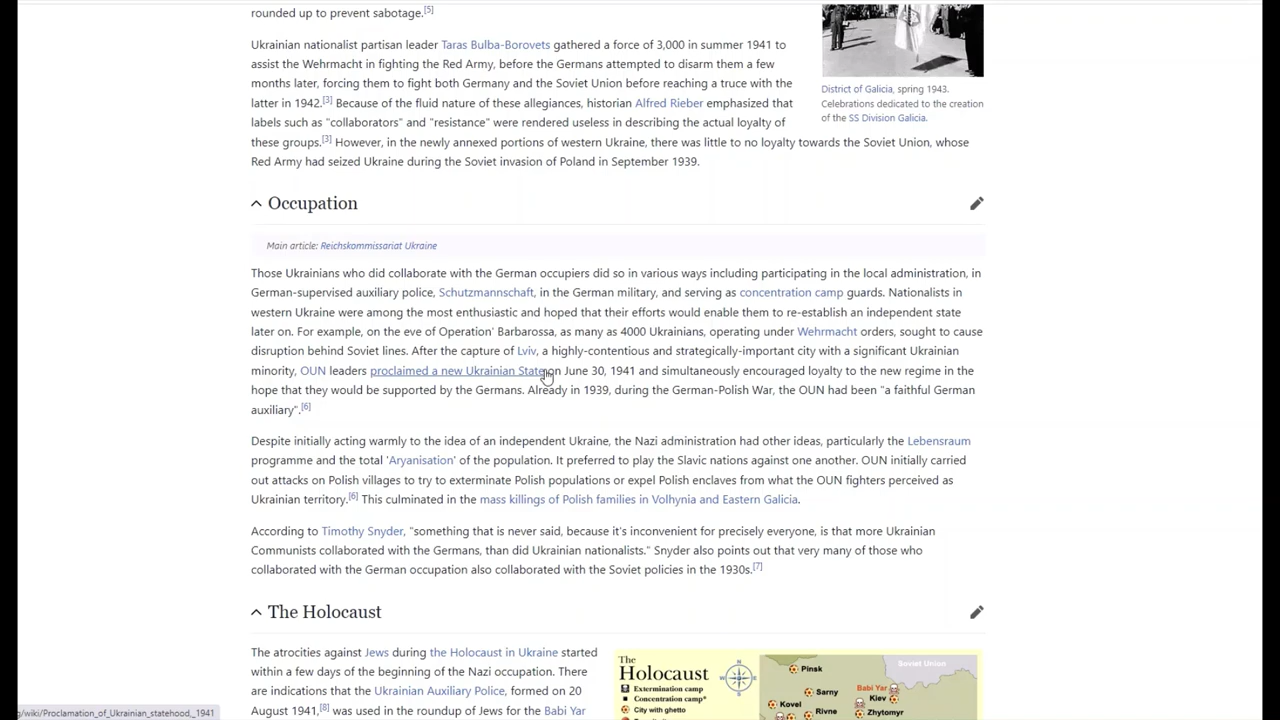 rounded up to prevent sabotage.[5]
Ukrainian nationalist partisan leader Taras Bulba-Borovets gathered a force of 3,000 in summer 1941 to
assist the Wehrmacht in fighting the Red Army, before the Germans attempted to disarm them a few
months later, forcing them to fight both Germany and the Soviet Union before reaching a truce with the
latter in 1942.[3] Because of the fluid nature of these allegiances, historian Alfred Rieber emphasized that
labels such as "collaborators" and "resistance" were rendered useless in describing the actual loyalty of
these groups.[3] However, in the newly annexed portions of western Ukraine, there was little to no loyalty towards the Soviet Union, whose
Red Army had seized Ukraine during the Soviet invasion of Poland in September 1939.
District of Galicia, spring 1943.
Celebrations dedicated to the creation
of the SS Division Galicia.
Occupation
Main article: Reichskommissariat Ukraine
Those Ukrainians who did collaborate with the German occupiers did so in various ways including participating in the local administration, in
German-supervised auxiliary police, Schutzmannschaft, in the German military, and serving as concentration camp guards. Nationalists in
western Ukraine were among the most enthusiastic and hoped that their efforts would enable them to re-establish an independent state
later on. For example, on the eve of Operation' Barbarossa, as many as 4000 Ukrainians, operating under Wehrmacht orders, sought to cause
disruption behind Soviet lines. After the capture of Lviv, a highly-contentious and strategically-important city with a significant Ukrainian
minority, OUN leaders proclaimed a new Ukrainian State on June 30, 1941 and simultaneously encouraged loyalty to the new regime in the
hope that they would be supported by the Germans. Already in 1939, during the German-Polish War, the OUN had been "a faithful German
auxiliary".[6]
Despite initially acting warmly to the idea of an independent Ukraine, the Nazi administration had other ideas, particularly the Lebensraum
programme and the total 'Aryanisation' of the population. It preferred to play the Slavic nations against one another. OUN initially carried
out attacks on Polish villages to try to exterminate Polish populations or expel Polish enclaves from what the OUN fighters perceived as
Ukrainian territory.[6] This culminated in the mass killings of Polish families in Volhynia and Eastern Galicia.
According to Timothy Snyder, "something that is never said, because it's inconvenient for precisely everyone, is that more Ukrainian
Communists collaborated with the Germans, than did Ukrainian nationalists." Snyder also points out that very many of those who
collaborated with the German occupation also collaborated with the Soviet policies in the 1930s.[7]
The Holocaust
The atrocities against Jews during the Holocaust in Ukraine started
within a few days of the beginning of the Nazi occupation. There
are indications that the Ukrainian Auxiliary Police, formed on 20
August 1941,[8] was used in the roundup of Jews for the Babi Yar
The
Holocaust
Extermination camp
Concentration camp*
City with ghetto
N
W
E
S
Pinsk
Soviet Union
Sarny
Babi Yar
Kiev
Kovel
Rivne
Zhytomyr
g/wiki/Proclamation_of_Ukrainian_statehood,_1941